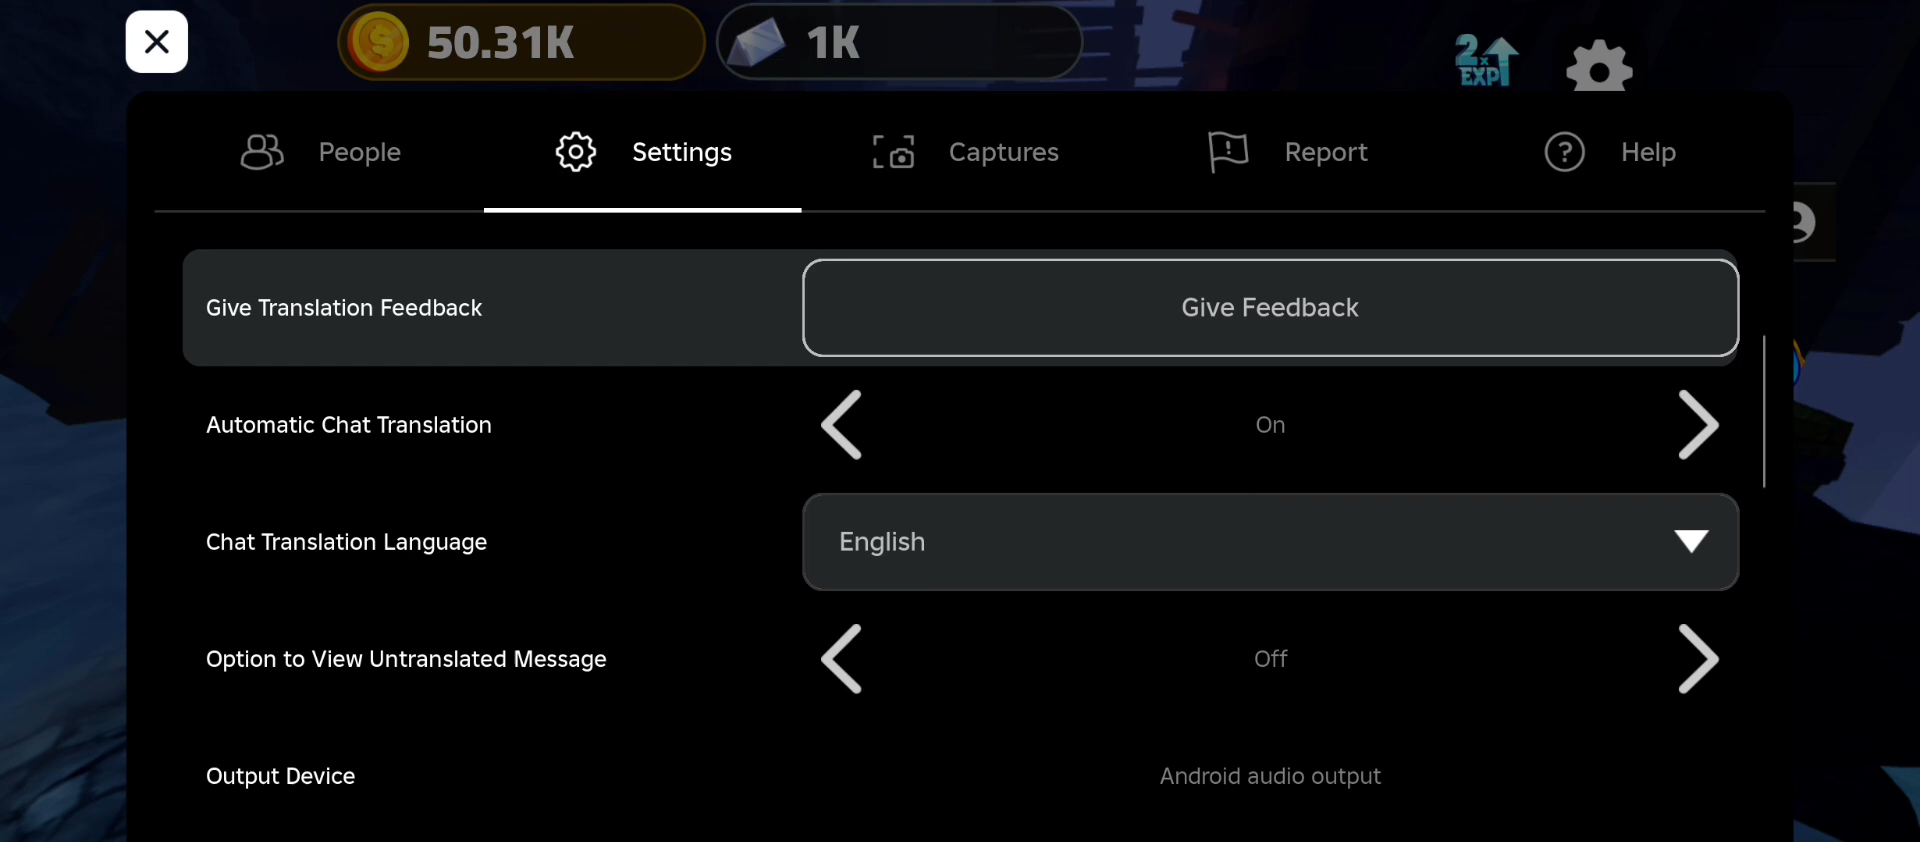 50.31K
1K
2x
EXP
People
Settings
Captures
Report
Help
Give Translation Feedback
Give Feedback
Automatic Chat Translation
On
Chat Translation Language
English
Option to View Untranslated Message
Off
Output Device
Android audio output